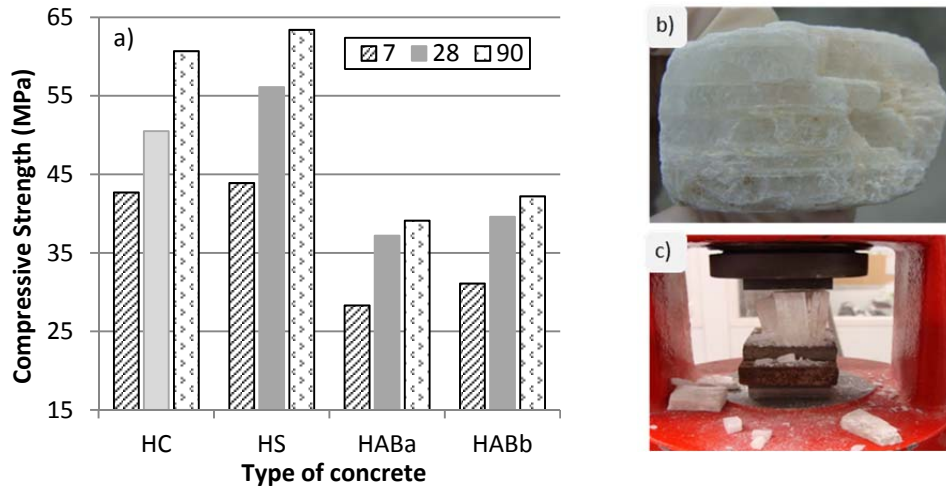 a)
7 28 90
Compressive Strength (MPa)
65
55
45
35
25
15
HC HS HABa HABb
Type of concrete
b)
c)